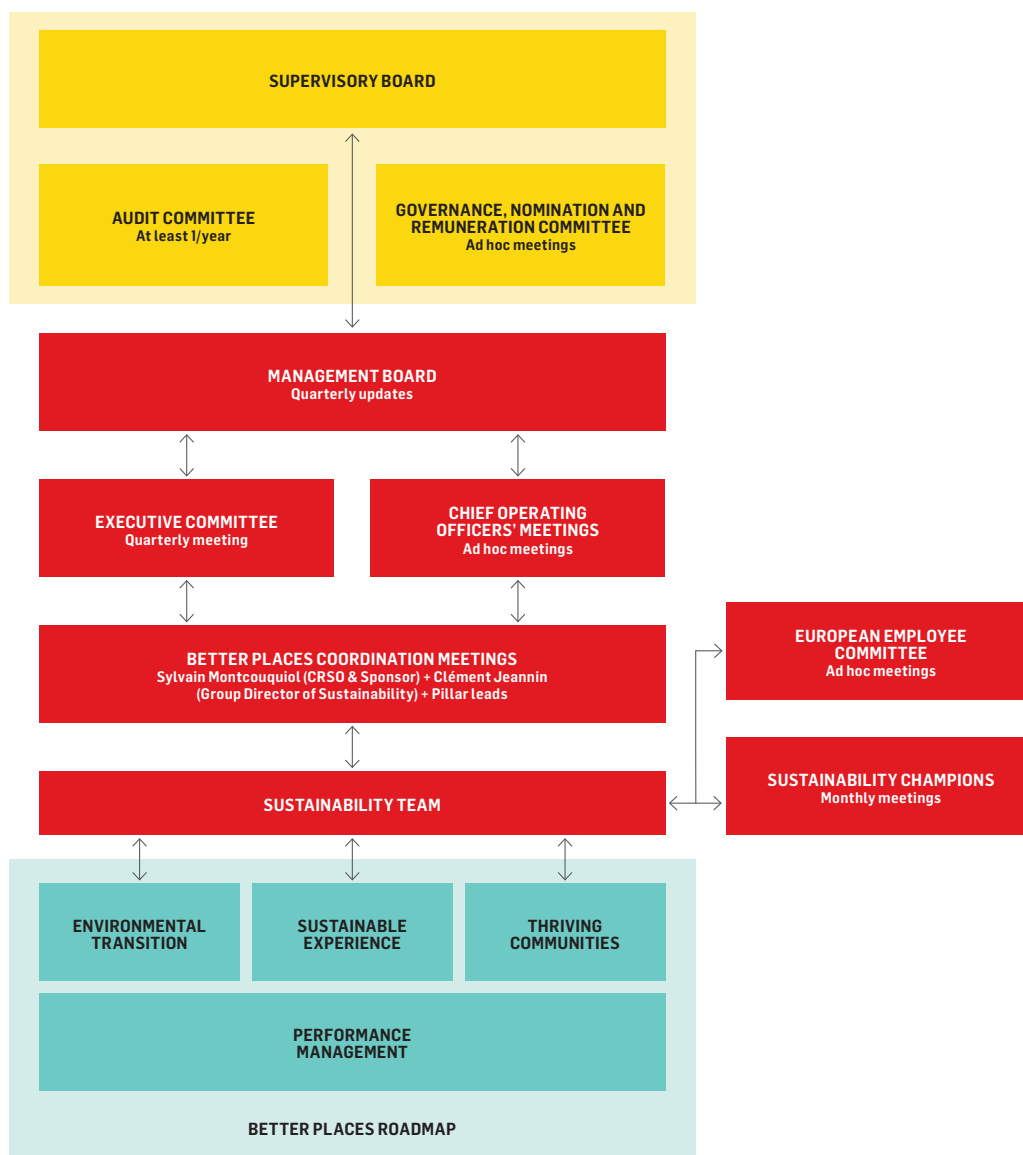 SUPERVISORY BOARD
AUDIT COMMITTEE
At least 1/year
GOVERNANCE, NOMINATION AND
REMUNERATION COMMITTEE
Ad hoc meetings
MANAGEMENT BOARD
Quarterly updates
EXECUTIVE COMMITTEE
Quarterly meeting
CHIEF OPERATING
OFFICERS' MEETINGS
Ad hoc meetings
BETTER PLACES COORDINATION MEETINGS
Sylvain Montcouquiol (CRSO & Sponsor) + Clément Jeannin
(Group Director of Sustainability) + Pillar leads
EUROPEAN EMPLOYEE
COMMITTEE
Ad hoc meetings
SUSTAINABILITY TEAM
SUSTAINABILITY CHAMPIONS
Monthly meetings
ENVIRONMENTAL
TRANSITION
SUSTAINABLE
EXPERIENCE
THRIVING
COMMUNITIES
PERFORMANCE
MANAGEMENT
BETTER PLACES ROADMAP